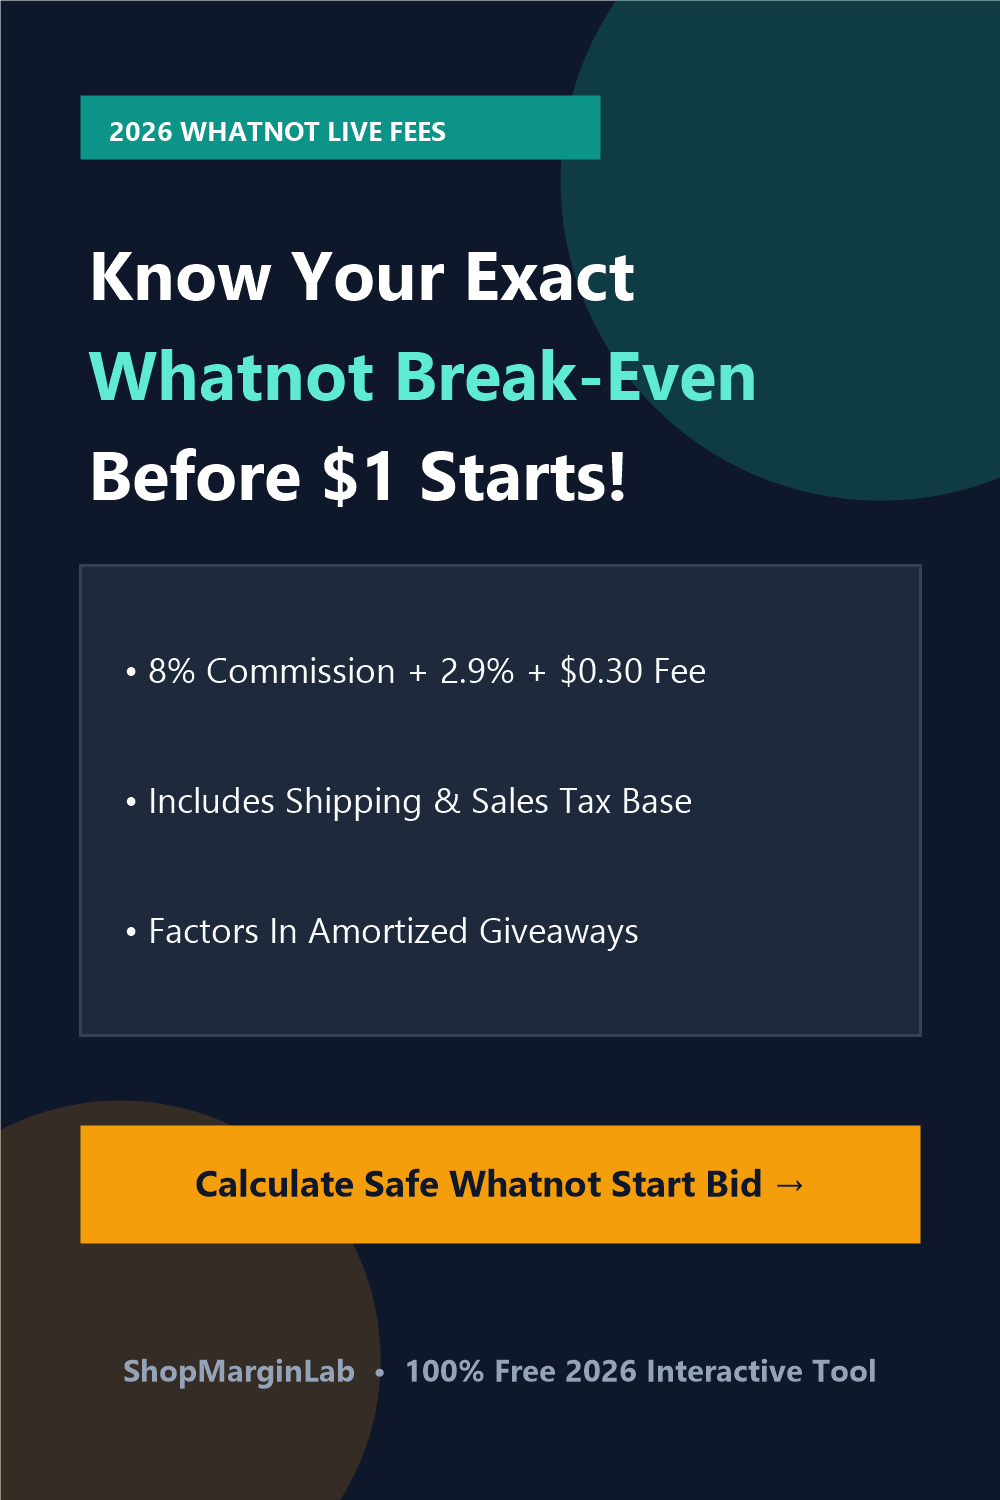 2026 WHATNOT LIVE FEES
Know Your Exact
Whatnot Break-Even
Before $1 Starts!
• 8% Commission + 2.9% + $0.30 Fee
• Includes Shipping & Sales Tax Base
• Factors In Amortized Giveaways
Calculate Safe Whatnot Start Bid →
ShopMarginLab • 100% Free 2026 Interactive Tool